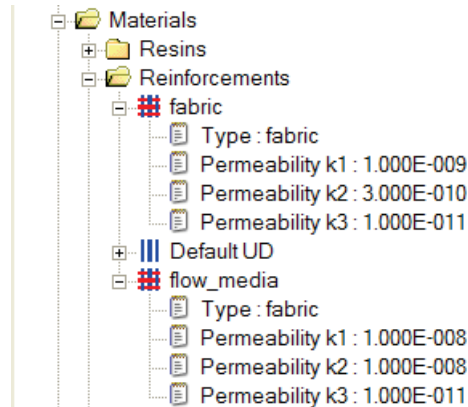 Materials
Resins
Reinforcements
fabric
Type : fabric
Permeability k1 : 1.000E-009
Permeability k2 : 3.000E-010
Permeability k3 : 1.000E-011
Default UD
flow_media
Type : fabric
Permeability k1 : 1.000E-008
Permeability k2 : 1.000E-008
Permeability k3 : 1.000E-011